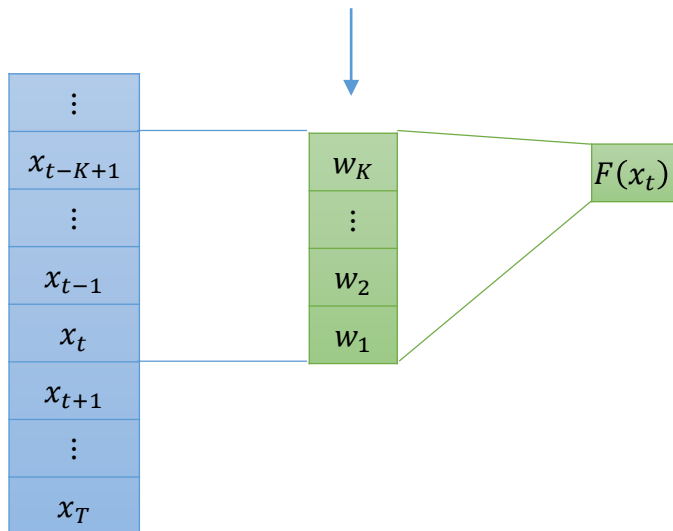 ⋮
x_{t−K+1}
⋮
x_{t−1}
x_t
x_{t+1}
⋮
x_T
w_K
⋮
w_2
w_1
F(x_t)